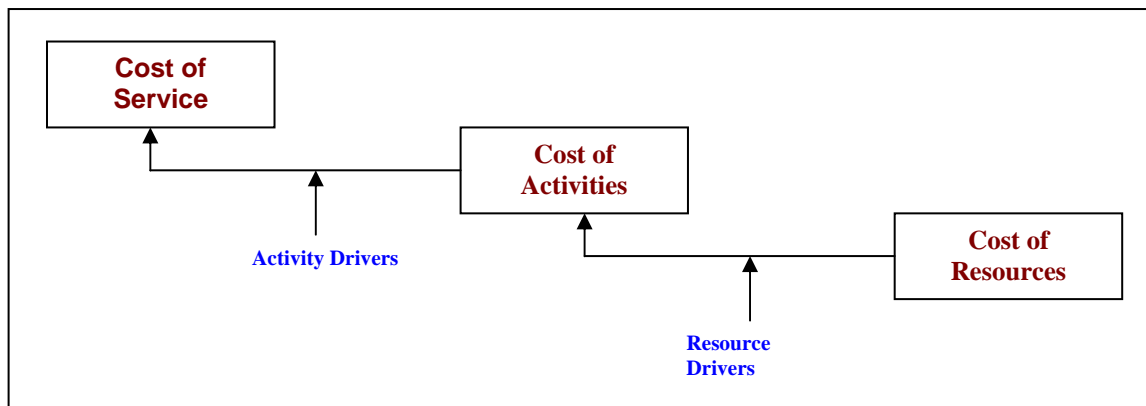 Cost of
Service
Cost of
Activities
Activity Drivers
Cost of
Resources
Resource
Drivers